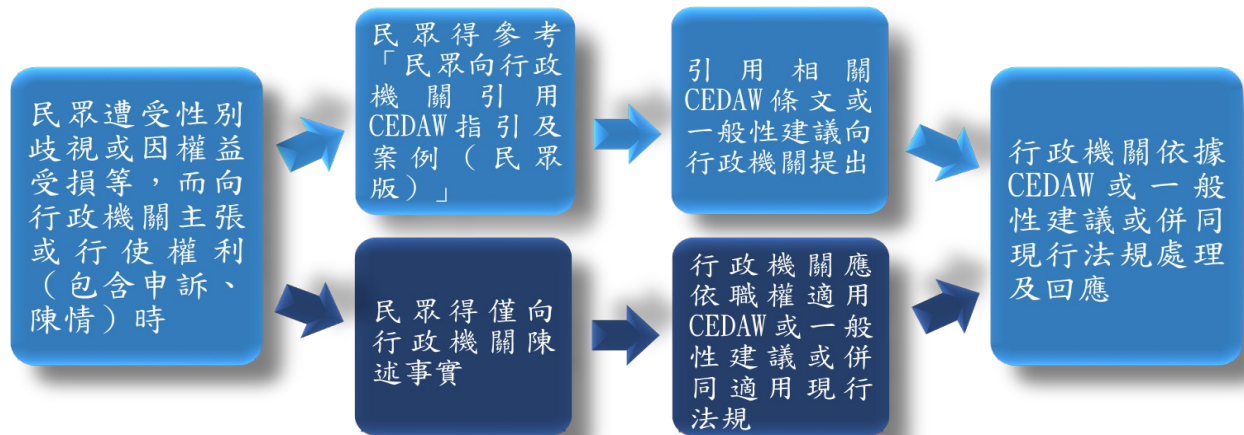 民眾遭受性別
歧視或因權益
受損等，而向
行政機關主張
或行使權利
（包含申訴、
陳情）時
民眾得參考
「民眾向行政
機關引用
CEDAW指引及
案例（民眾
版）」
引用相關
CEDAW條文或
一般性建議向
行政機關提出
民眾得僅向
行政機關陳
述事實
行政機關應
依職權適用
CEDAW或一般
性建議或併
同適用現行
法規
行政機關依據
CEDAW或一般
性建議或併同
現行法規處理
及回應